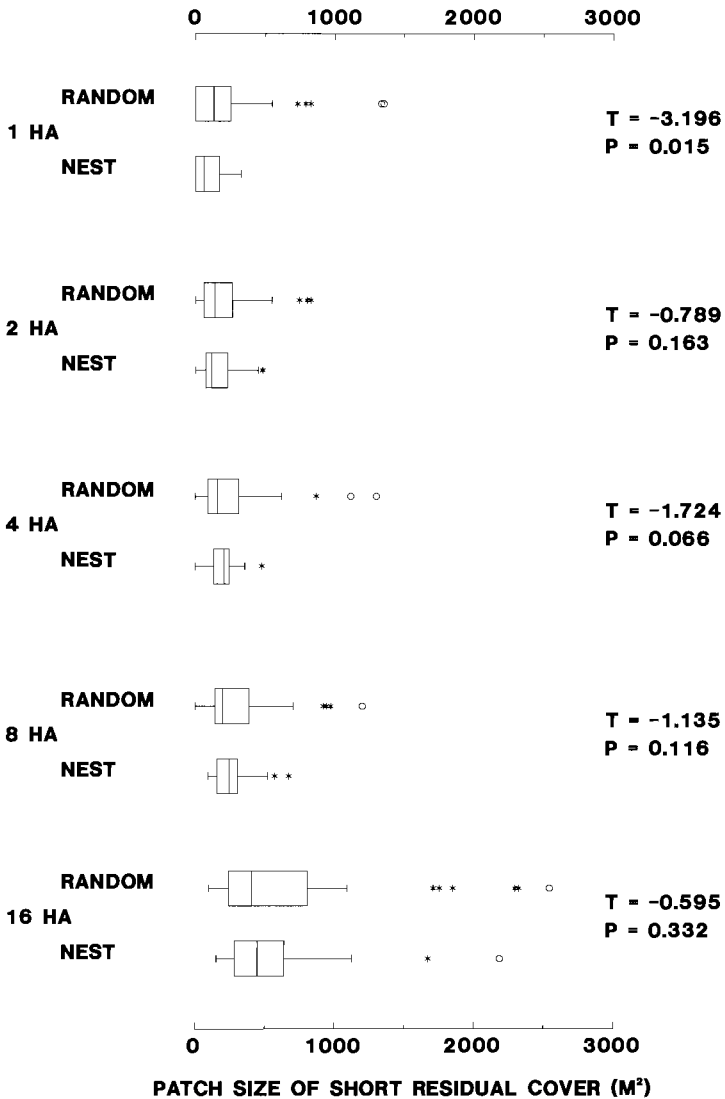 0 1000 2000 3000
RANDOM
1 HA
NEST
T = -3.196
P = 0.015
RANDOM
2 HA
NEST
T = -0.789
P = 0.163
RANDOM
4 HA
NEST
T = -1.724
P = 0.066
RANDOM
8 HA
NEST
T = -1.135
P = 0.116
RANDOM
16 HA
NEST
T = -0.595
P = 0.332
0 1000 2000 3000
PATCH SIZE OF SHORT RESIDUAL COVER (M²)